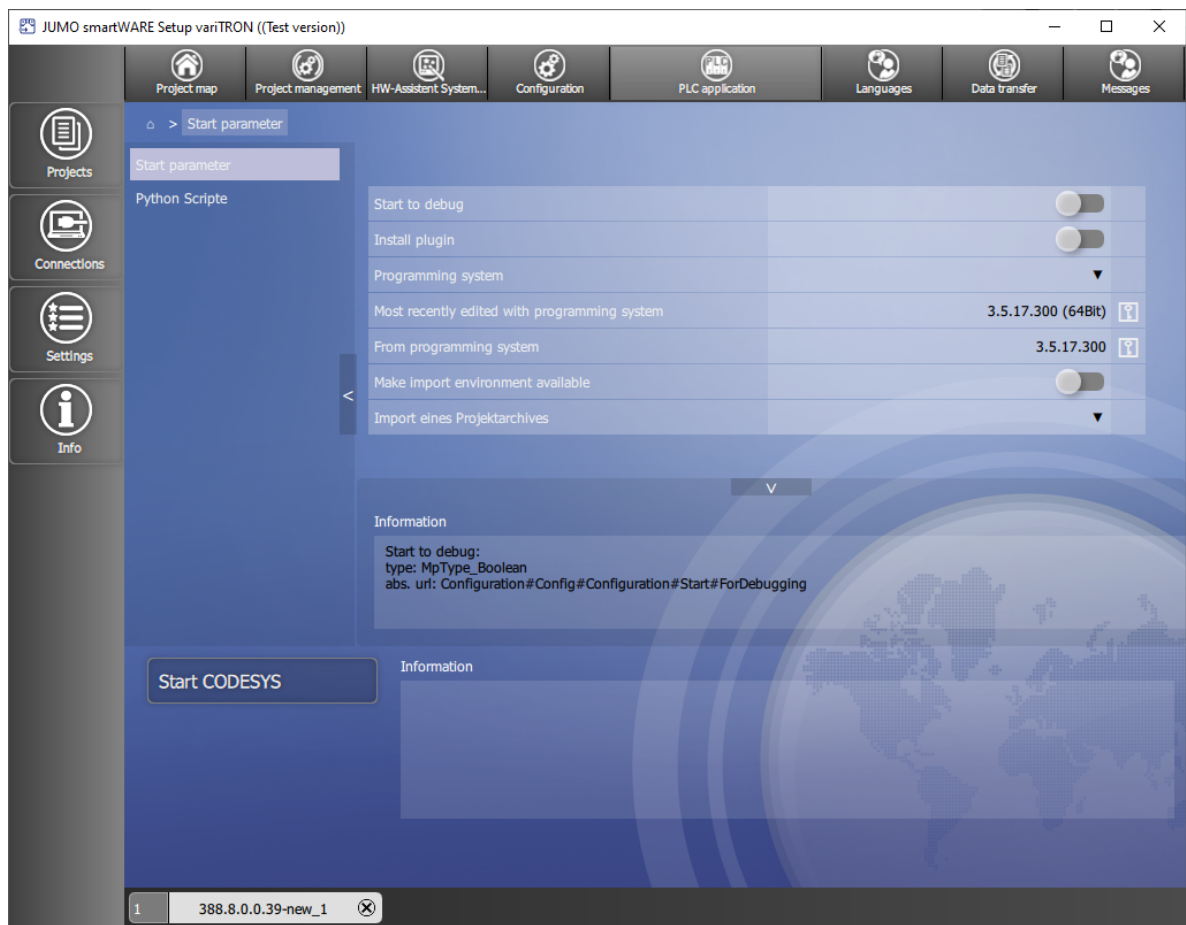 JUMO smartWARE Setup variTRON ((Test version))
Project map
Project management
HW-Assistent System...
Configuration
PLC
PLC application
Languages
Data transfer
Messages
Projects
Connections
Settings
Info
> Start parameter
Start parameter
Python Scripte
Start to debug
Install plugin
Programming system
Most recently edited with programming system 3.5.17.300 (64Bit)
From programming system 3.5.17.300
Make import environment available
Import eines Projektarchives
<
V
Information
Start to debug:
type: MpType_Boolean
abs. url: Configuration#Config#Configuration#Start#ForDebugging
Start CODESYS
Information
1 388.8.0.0.39-new_1